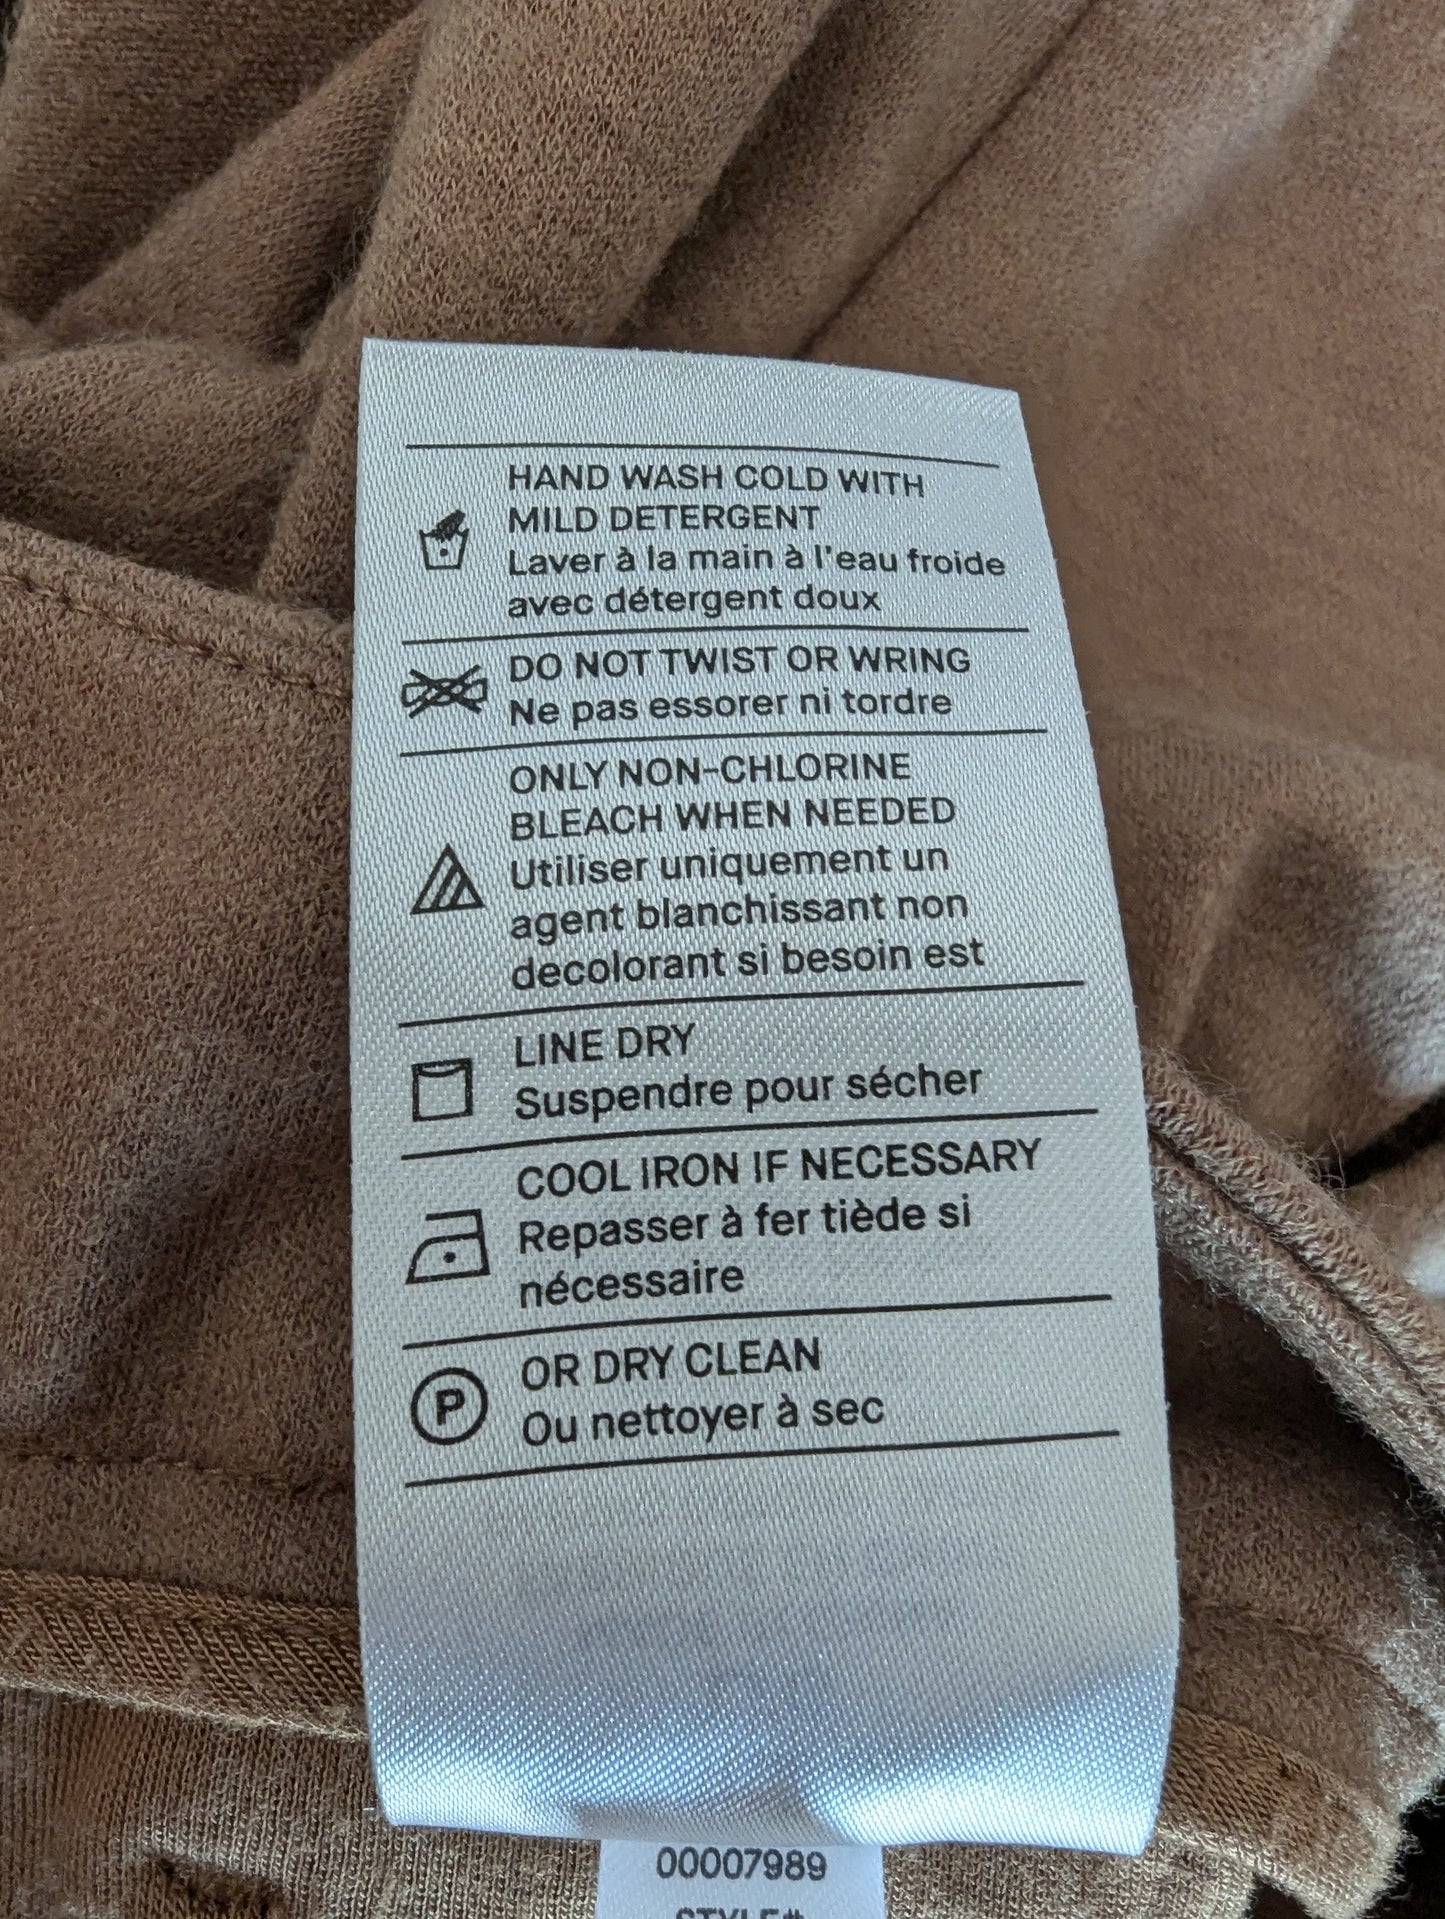 HAND WASH COLD WITH
MILD DETERGENT
Laver à la main à l'eau froide
avec détergent doux
DO NOT TWIST OR WRING
Ne pas essorer ni tordre
ONLY NON-CHLORINE
BLEACH WHEN NEEDED
Utiliser uniquement un
agent blanchissant non
decolorant si besoin est
LINE DRY
Suspendre pour sécher
COOL IRON IF NECESSARY
Repasser à fer tiède si
nécessaire
P
OR DRY CLEAN
Ou nettoyer à sec
00007989
STYLE#